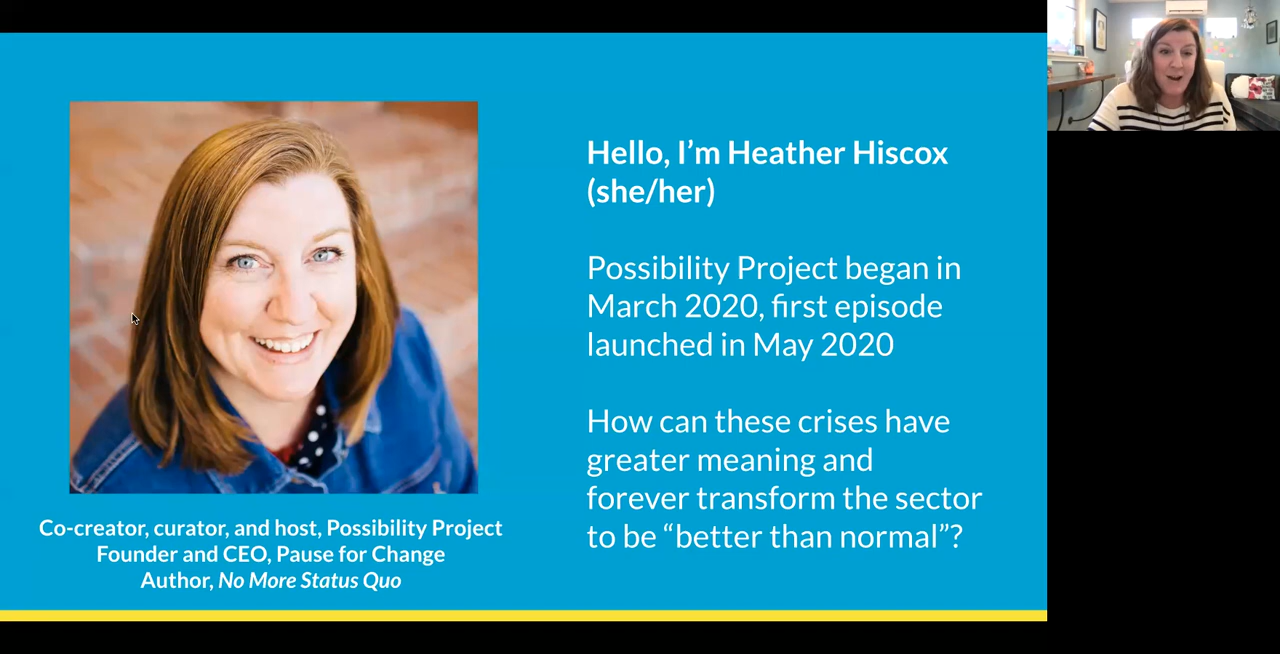 Hello, I’m Heather Hiscox
(she/her)
Possibility Project began in
March 2020, first episode
launched in May 2020
How can these crises have
greater meaning and
forever transform the sector
to be “better than normal”?
Co-creator, curator, and host, Possibility Project
Founder and CEO, Pause for Change
Author, No More Status Quo